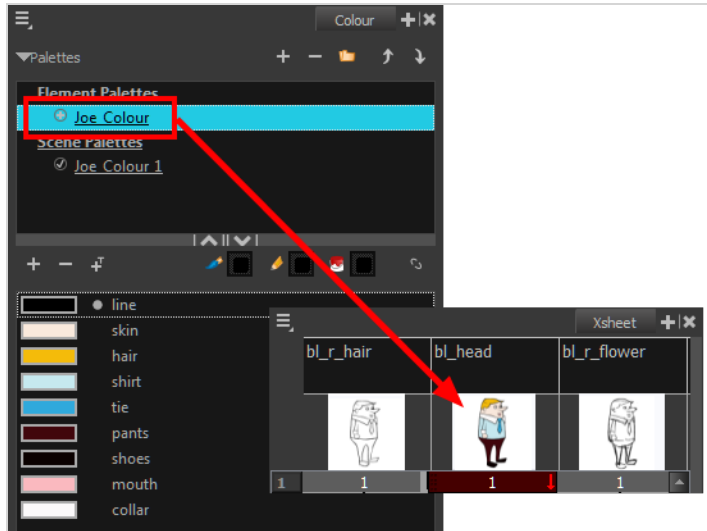 Colour
Palettes
Element Palettes
Joe Colour
Scene Palettes
Joe Colour 1
line
skin
hair
shirt
tie
pants
shoes
mouth
collar
Xsheet
bl_r_hair bl_head bl_r_flower
1 1 1 1